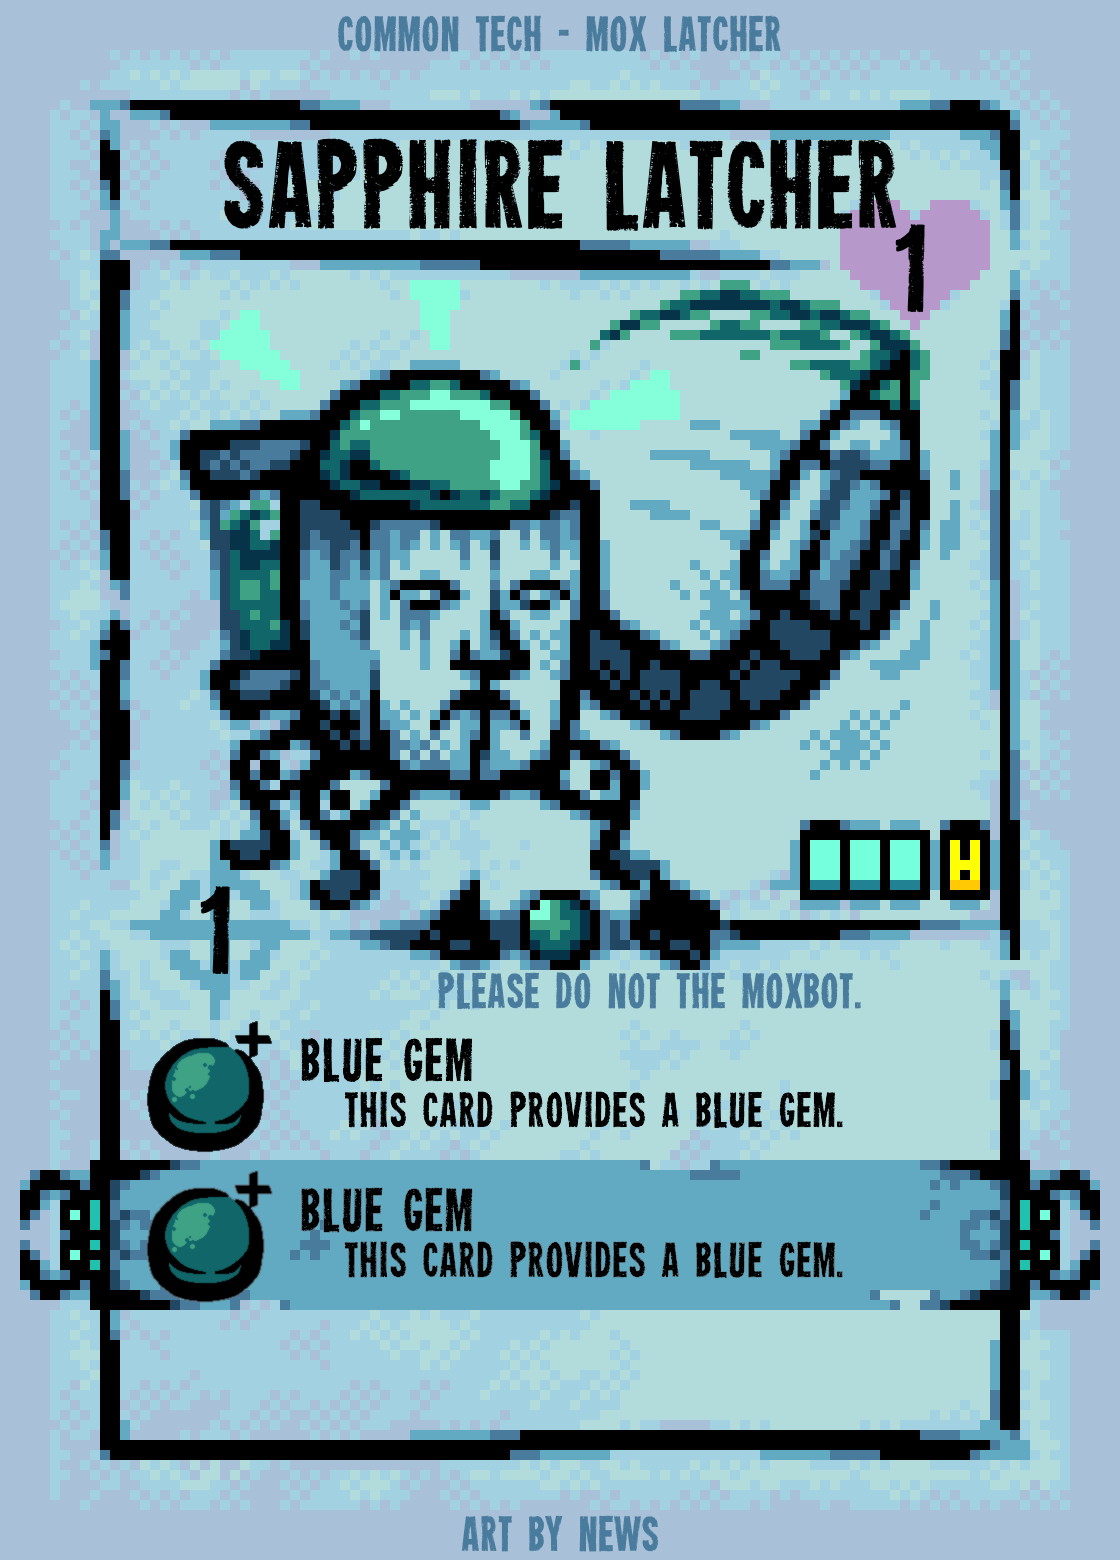 COMMON TECH - MOX LATCHER
SAPPHIRE LATCHER
1
1
PLEASE DO NOT THE MOXBOT.
BLUE GEM
THIS CARD PROVIDES A BLUE GEM.
BLUE GEM
THIS CARD PROVIDES A BLUE GEM.
ART BY NEWS